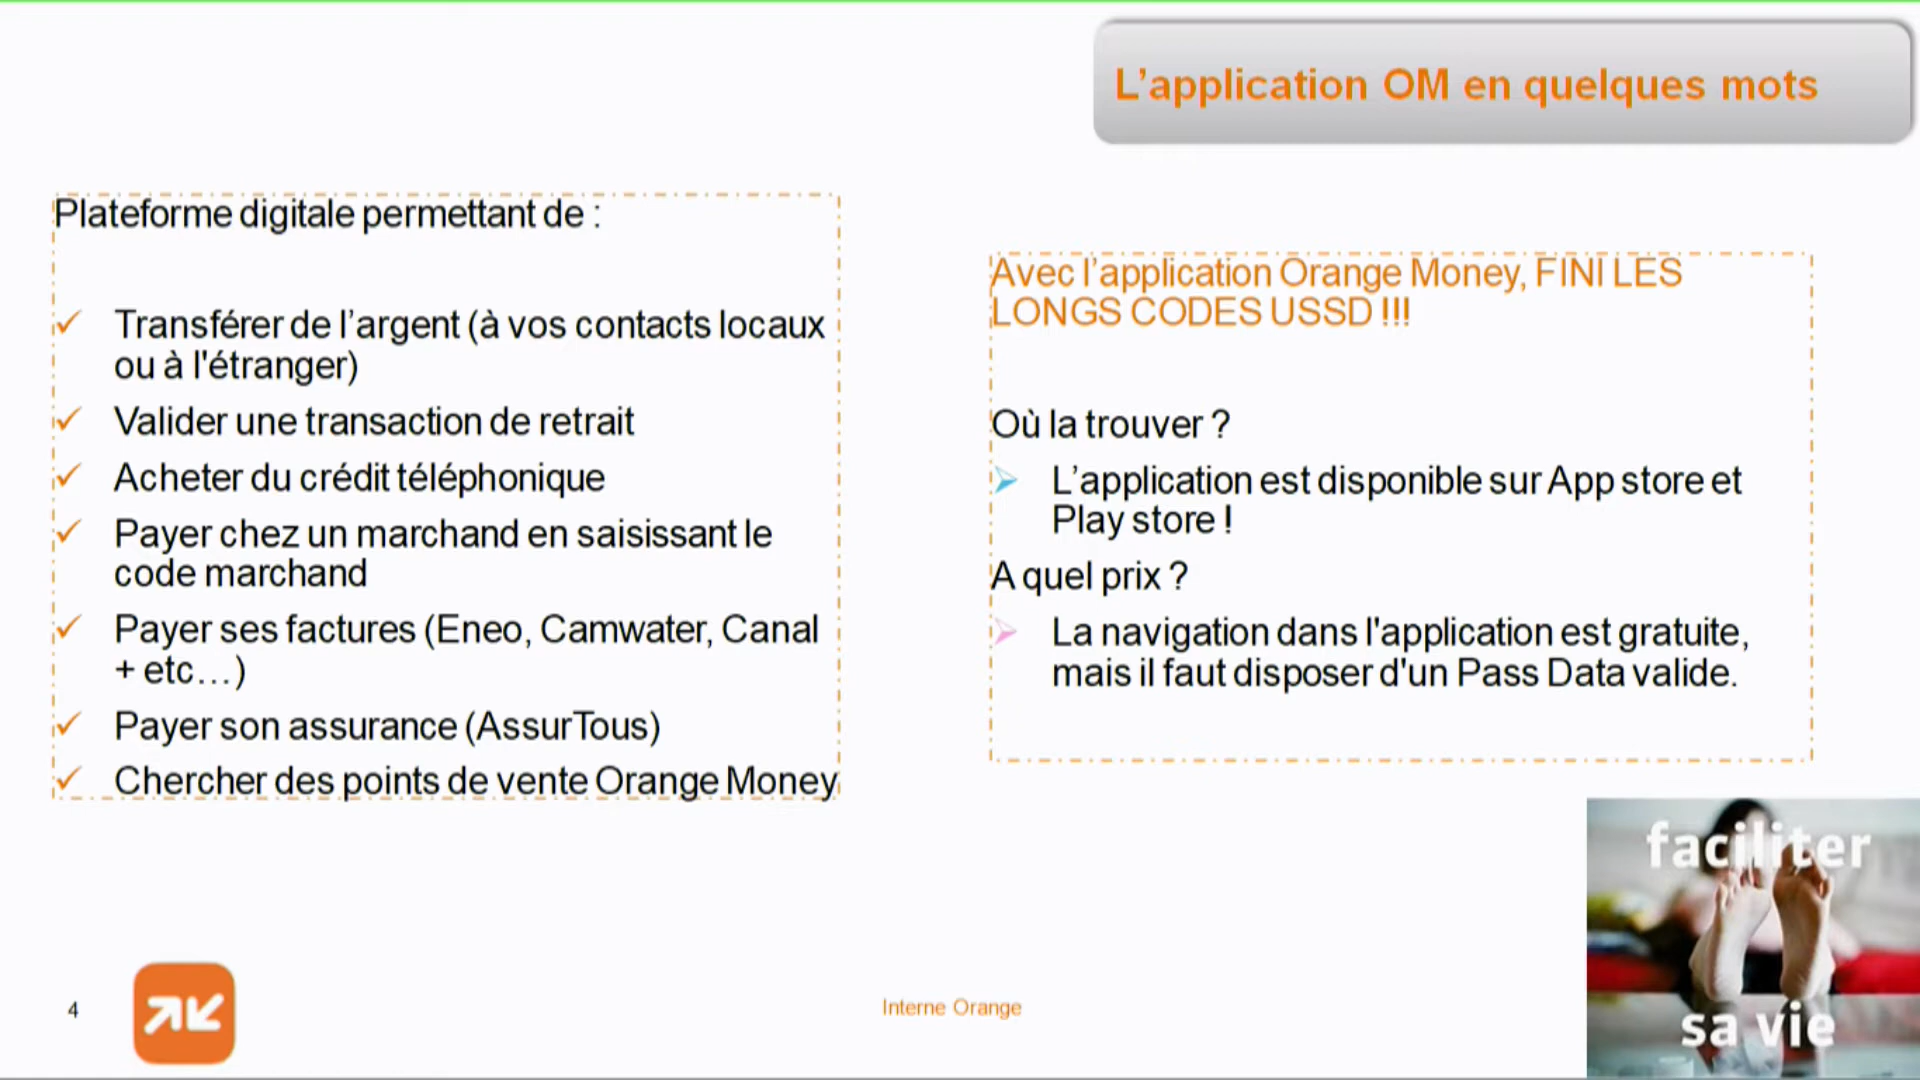 L’application OM en quelques mots
Plateforme digitale permettant de :
Transférer de l’argent (à vos contacts locaux
ou à l'étranger)
Valider une transaction de retrait
Acheter du crédit téléphonique
Payer chez un marchand en saisissant le
code marchand
Payer ses factures (Eneo, Camwater, Canal
+ etc…)
Payer son assurance (AssurTous)
Chercher des points de vente Orange Money
Avec l’application Orange Money, FINI LES
LONGS CODES USSD !!!
Où la trouver ?
L’application est disponible sur App store et
Play store !
A quel prix ?
La navigation dans l'application est gratuite,
mais il faut disposer d'un Pass Data valide.
faciliter
sa vie
4
Interne Orange